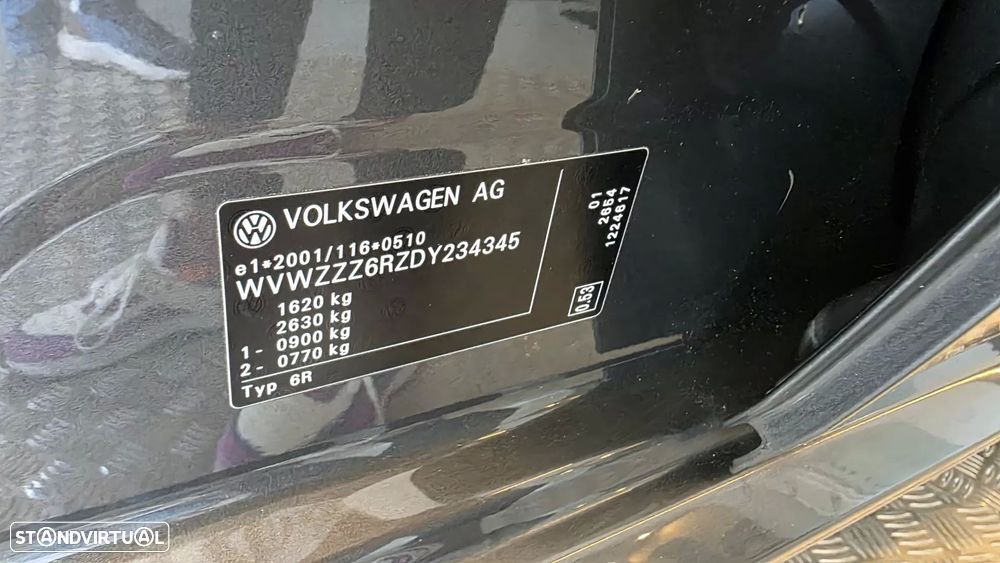 VOLKSWAGEN AG
e1*2001/116*0510
WVWZZZ6RZDY234345
1620 kg
2630 kg
1- 0900 kg
2- 0770 kg
Typ 6R
01
2654
1224617
0.53
STANDVIRTUAL